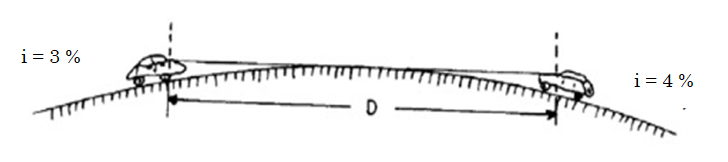 i = 3 %
i = 4 %
D